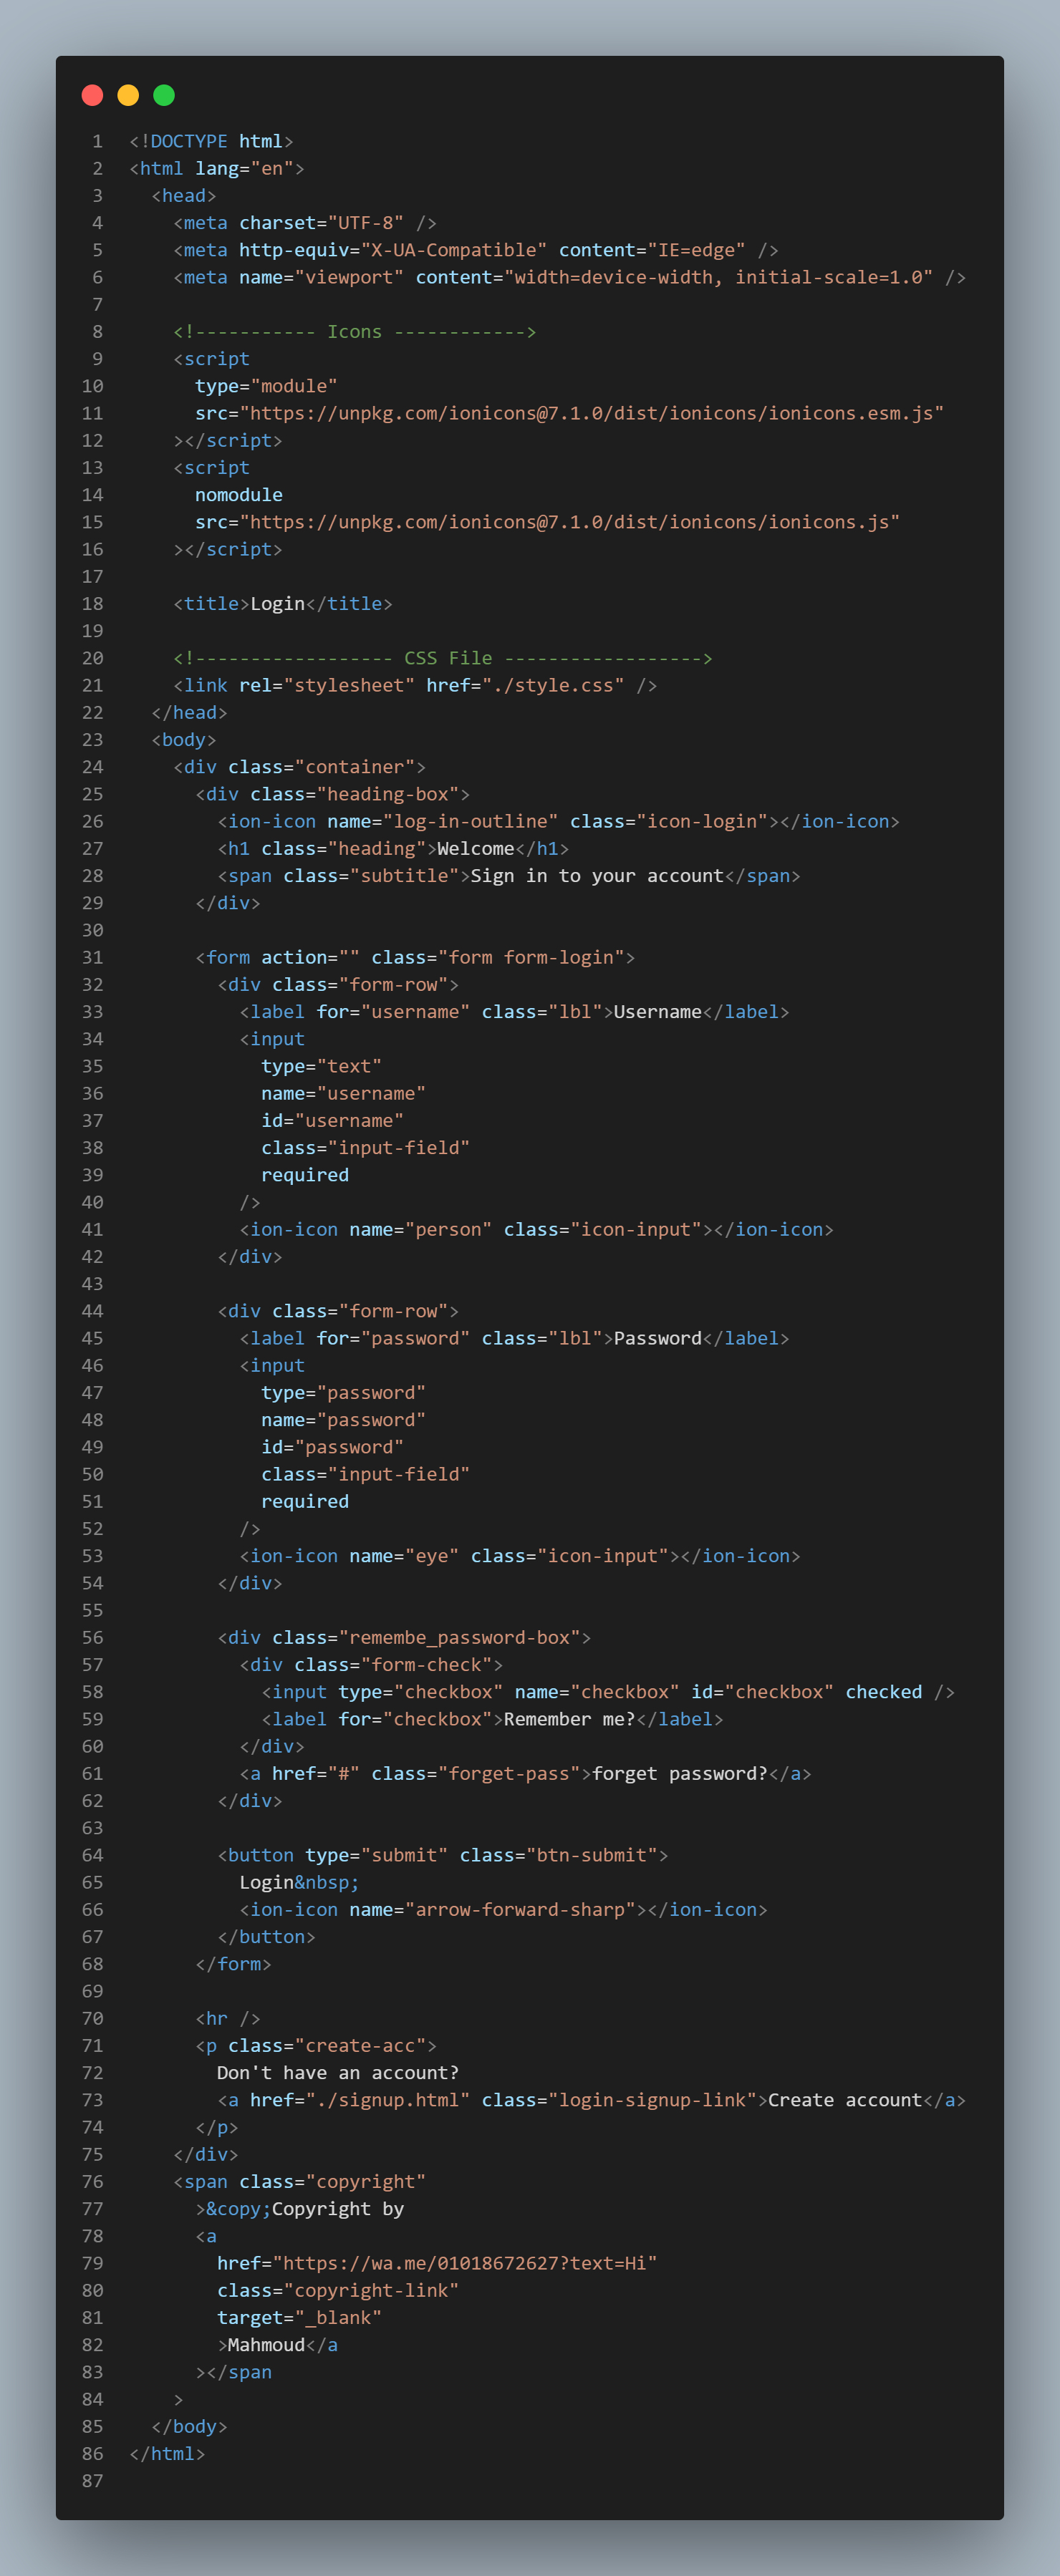 1 <!DOCTYPE html>
2 <html lang="en">
3   <head>
4     <meta charset="UTF-8" />
5     <meta http-equiv="X-UA-Compatible" content="IE=edge" />
6     <meta name="viewport" content="width=device-width, initial-scale=1.0" />
7
8     <!----------- Icons ------------>
9     <script
10       type="module"
11       src="https://unpkg.com/ionicons@7.1.0/dist/ionicons/ionicons.esm.js"
12     ></script>
13     <script
14       nomodule
15       src="https://unpkg.com/ionicons@7.1.0/dist/ionicons/ionicons.js"
16     ></script>
17
18     <title>Login</title>
19
20     <!------------------ CSS File ------------------>
21     <link rel="stylesheet" href="./style.css" />
22   </head>
23   <body>
24     <div class="container">
25       <div class="heading-box">
26         <ion-icon name="log-in-outline" class="icon-login"></ion-icon>
27         <h1 class="heading">Welcome</h1>
28         <span class="subtitle">Sign in to your account</span>
29       </div>
30
31       <form action="" class="form form-login">
32         <div class="form-row">
33           <label for="username" class="lbl">Username</label>
34           <input
35             type="text"
36             name="username"
37             id="username"
38             class="input-field"
39             required
40           />
41           <ion-icon name="person" class="icon-input"></ion-icon>
42         </div>
43
44         <div class="form-row">
45           <label for="password" class="lbl">Password</label>
46           <input
47             type="password"
48             name="password"
49             id="password"
50             class="input-field"
51             required
52           />
53           <ion-icon name="eye" class="icon-input"></ion-icon>
54         </div>
55
56         <div class="remembe_password-box">
57           <div class="form-check">
58             <input type="checkbox" name="checkbox" id="checkbox" checked />
59             <label for="checkbox">Remember me?</label>
60           </div>
61           <a href="#" class="forget-pass">forget password?</a>
62         </div>
63
64         <button type="submit" class="btn-submit">
65           Login&nbsp;
66           <ion-icon name="arrow-forward-sharp"></ion-icon>
67         </button>
68       </form>
69
70       <hr />
71       <p class="create-acc">
72         Don't have an account?
73         <a href="./signup.html" class="login-signup-link">Create account</a>
74       </p>
75     </div>
76     <span class="copyright"
77       >&copy;Copyright by
78       <a
79         href="https://wa.me/01018672627?text=Hi"
80         class="copyright-link"
81         target="_blank"
82         >Mahmoud</a
83       ></span
84     >
85   </body>
86 </html>
87